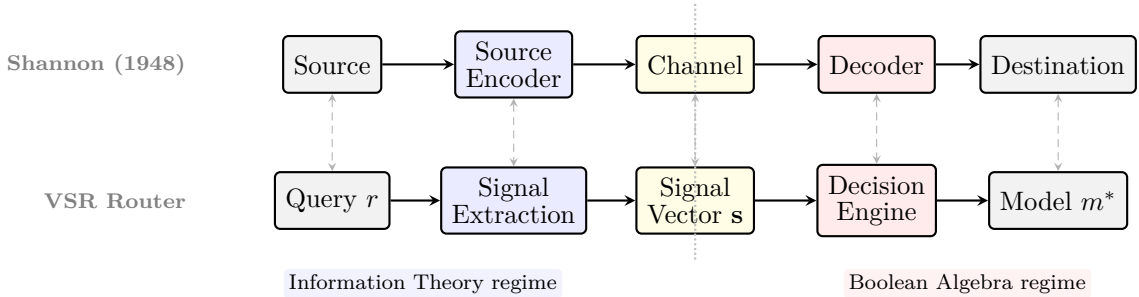 Shannon (1948)
Source
Source
Encoder
Channel
Decoder
Destination
VSR Router
Query r
Signal
Extraction
Signal
Vector s
Decision
Engine
Model m*
Information Theory regime
Boolean Algebra regime